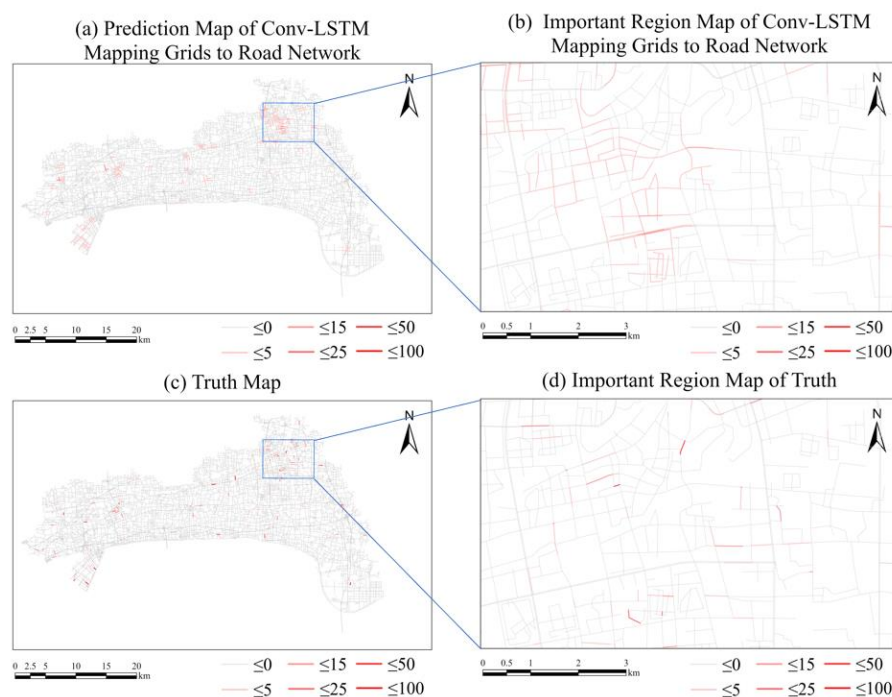 (a) Prediction Map of Conv-LSTM
Mapping Grids to Road Network
(b) Important Region Map of Conv-LSTM
Mapping Grids to Road Network
N
N
0 2.5 5 10 15 20
km
≤0 ≤15 ≤50
≤5 ≤25 ≤100
0 0.5 1 2 3
km
≤0 ≤15 ≤50
≤5 ≤25 ≤100
(c) Truth Map
(d) Important Region Map of Truth
N
N
0 2.5 5 10 15 20
km
≤0 ≤15 ≤50
≤5 ≤25 ≤100
0 0.5 1 2 3
km
≤0 ≤15 ≤50
≤5 ≤25 ≤100